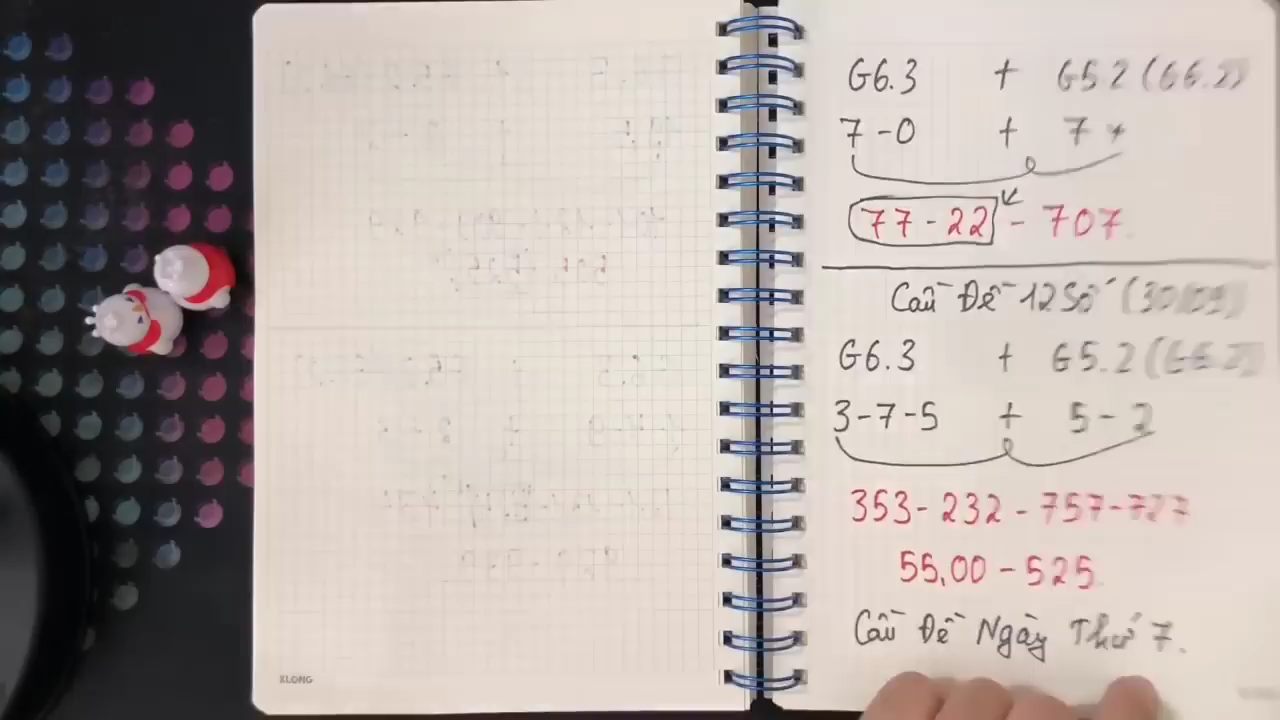 G6.3 + G5.2 (G6.2)
7-0 + 7
77-22 - 707
Cầu Đề 12 Số (30/09)
G6.3 + G5.2 (G6.2)
3-7-5 + 5-2
353-232-757-727
55,00-525
Cầu Đề Ngày Thứ 7.
KLONG